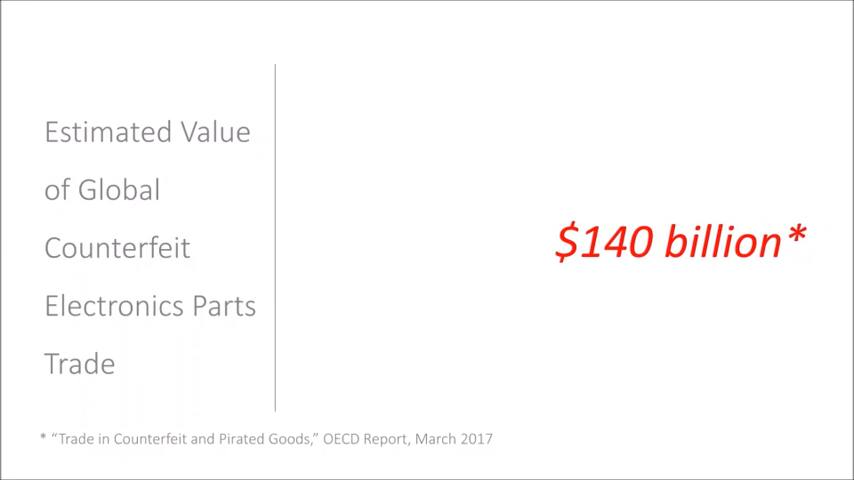 Estimated Value
of Global
Counterfeit
Electronics Parts
Trade
$140 billion*
* “Trade in Counterfeit and Pirated Goods,” OECD Report, March 2017